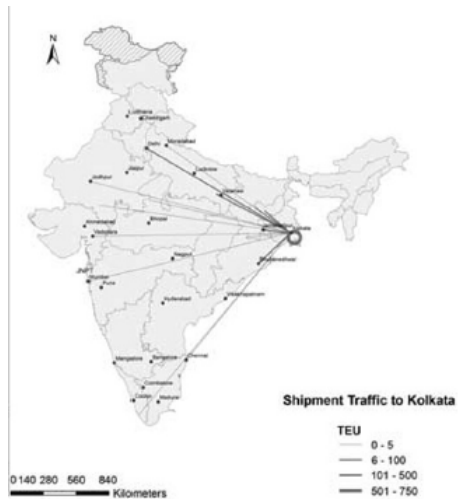 N
Ludhiana
Chandigarh
Delhi
Moradabad
Jaipur
Lucknow
Jodhpur
Varanasi
Kolkata
Ahmedabad
Bhopal
Vadodara
Bhubaneshwar
Nagpur
JNPT
Mumbai
Pune
Hyderabad
Vishakhapatnam
Chennai
Mangalore
Bangalore
Coimbatore
Cochin
Madurai
Shipment Traffic to Kolkata
TEU
0 - 5
6 - 100
101 - 500
501 - 750
0 140 280 560 840
Kilometers